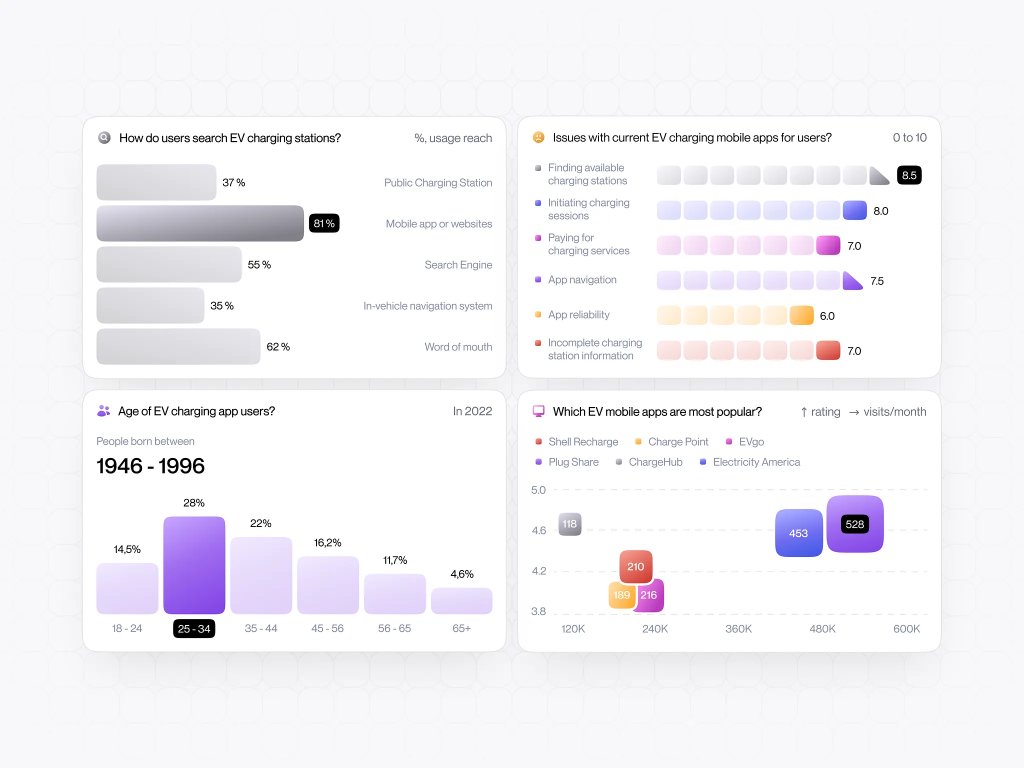 How do users search EV charging stations?
%, usage reach
37 %
Public Charging Station
81 %
Mobile app or websites
55 %
Search Engine
35 %
In-vehicle navigation system
62 %
Word of mouth
Issues with current EV charging mobile apps for users?
0 to 10
Finding available
charging stations
8.5
Initiating charging
sessions
8.0
Paying for
charging services
7.0
App navigation
7.5
App reliability
6.0
Incomplete charging
station information
7.0
Age of EV charging app users?
In 2022
People born between
1946 - 1996
14,5%
28%
22%
16,2%
11,7%
4,6%
18 - 24
25 - 34
35 - 44
45 - 56
56 - 65
65+
Which EV mobile apps are most popular?
↑ rating → visits/month
Shell Recharge
Charge Point
EVgo
Plug Share
ChargeHub
Electricity America
5.0
4.6
4.2
3.8
118
210
189
216
453
528
120K
240K
360K
480K
600K